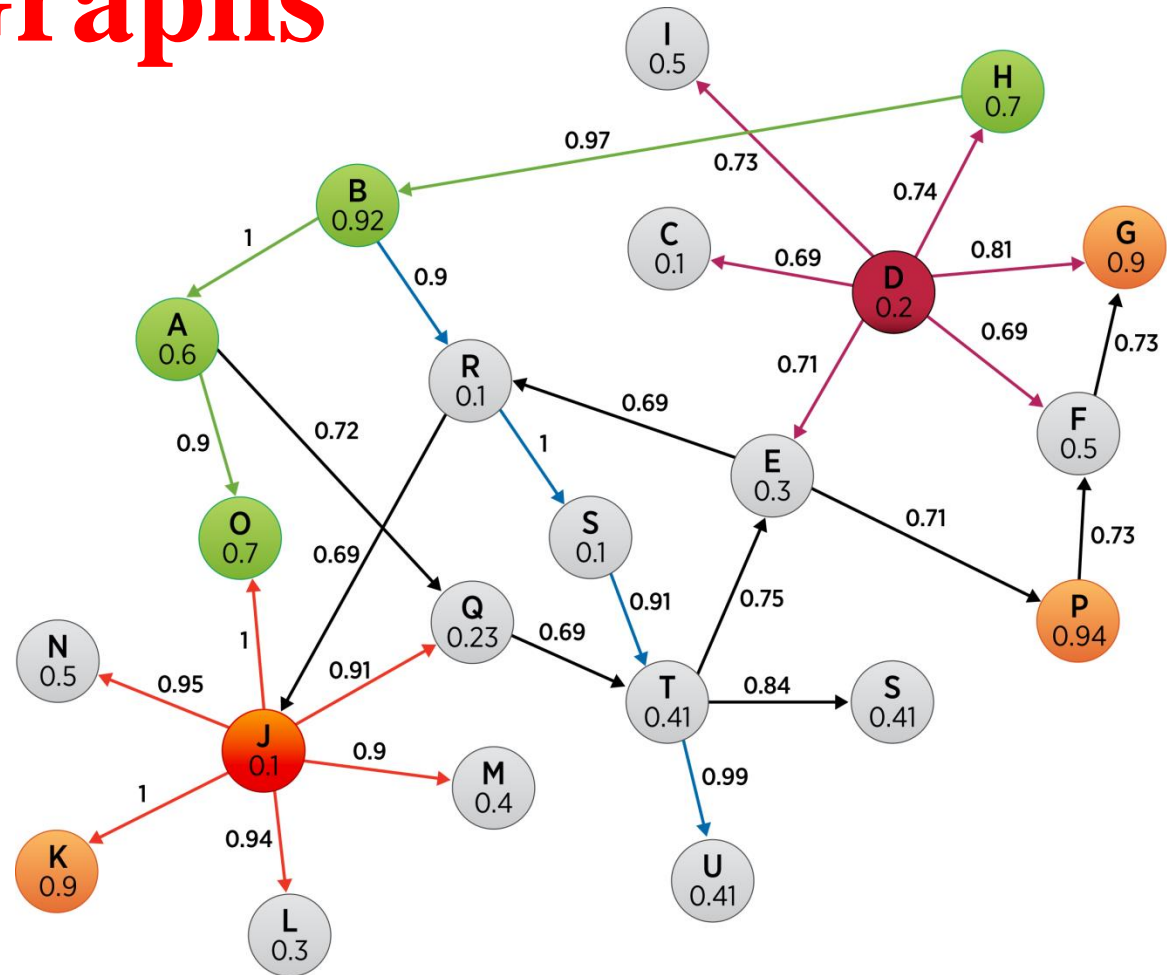 Graphs
I
0.5
H
0.7
0.97
0.73
B
0.92
0.74
C
0.1
G
0.9
1
0.69
0.81
D
0.2
0.9
A
0.6
0.69
0.73
R
0.1
0.71
0.69
F
0.5
0.72
0.9
1
E
0.3
O
0.7
S
0.1
0.71
0.69
0.73
Q
0.23
0.91
0.75
P
0.94
N
0.5
1
0.91
0.69
0.95
T
0.41
0.84
S
0.41
J
0.1
0.9
M
0.4
0.99
1
0.94
K
0.9
U
0.41
L
0.3